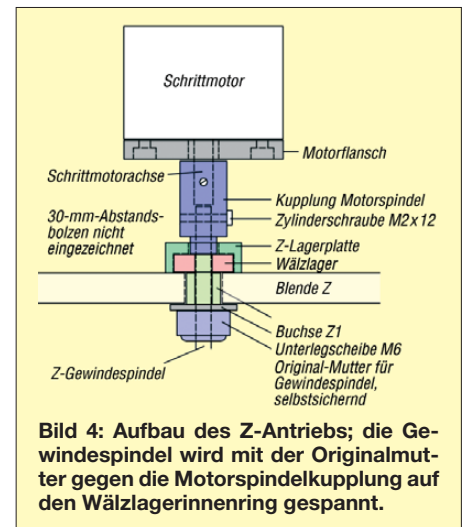 Schrittmotor
Motorflansch
Schrittmotorachse
Kupplung Motorspindel
30-mm-Abstands-
bolzen nicht
eingezeichnet
Zylinderschraube M2x12
Z-Lagerplatte
Wälzlager
Blende Z
Buchse Z1
Unterlegscheibe M6
Z-Gewindespindel
Original-Mutter für
Gewindespindel,
selbstsichernd
Bild 4: Aufbau des Z-Antriebs; die Ge-
windespindel wird mit der Originalmut-
ter gegen die Motorspindelkupplung auf
den Wälzlagerinnenring gespannt.